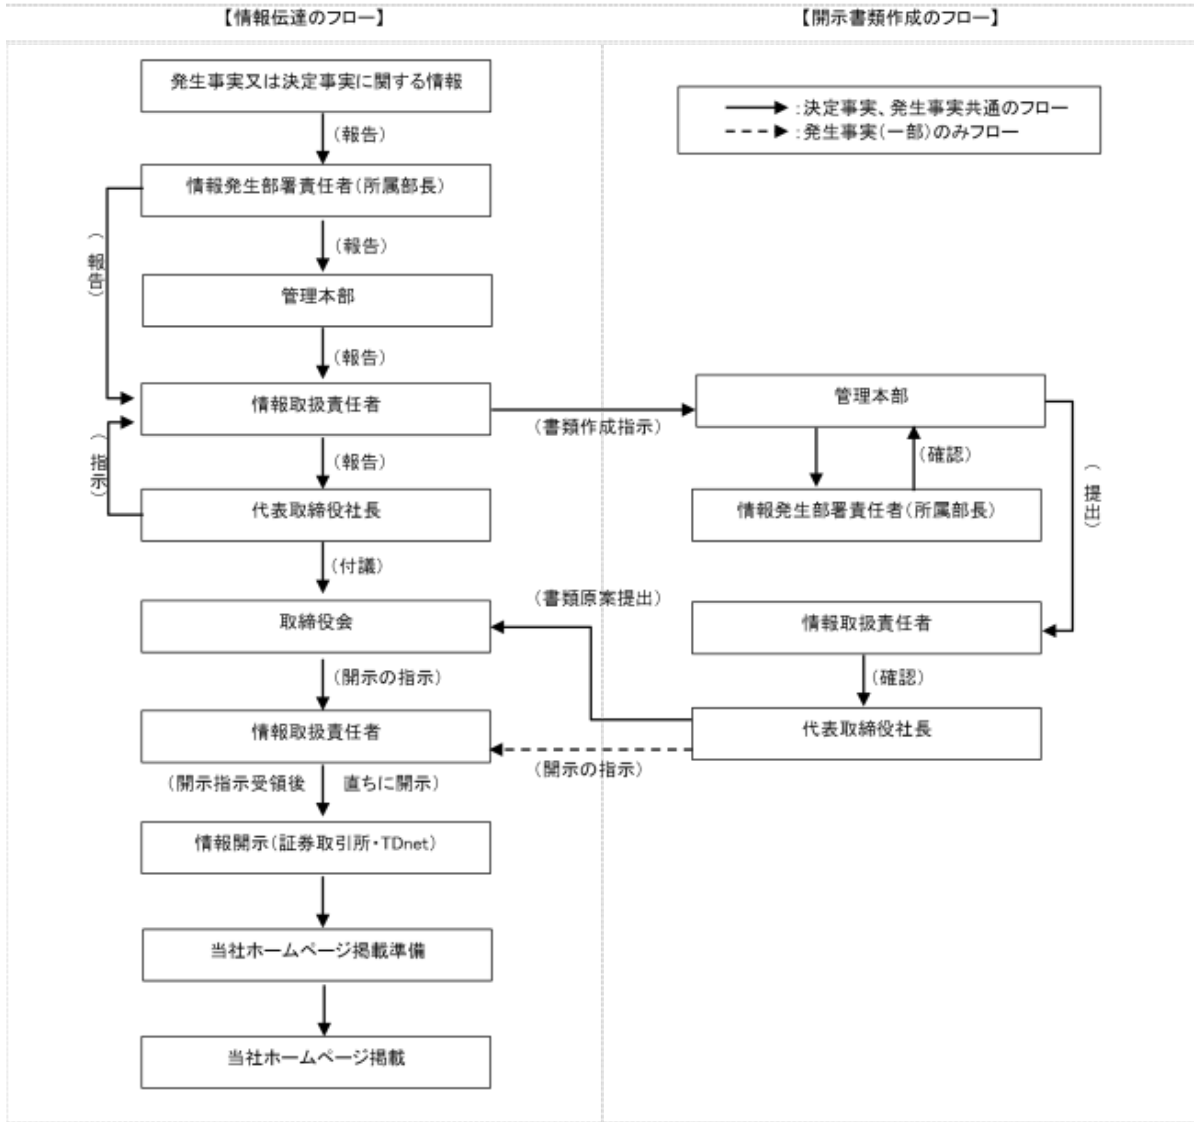 【情報伝達のフロー】
【開示書類作成のフロー】
発生事実又は決定事実に関する情報
:決定事実、発生事実共通のフロー
:発生事実(一部)のみフロー
(報告)
情報発生部署責任者(所属部長)
(報告)
(報告)
管理本部
(報告)
情報取扱責任者
(書類作成指示)
管理本部
(報告)
(指示)
(確認)
(提出)
代表取締役社長
情報発生部署責任者(所属部長)
(付議)
(書類原案提出)
取締役会
情報取扱責任者
(開示の指示)
(確認)
情報取扱責任者
代表取締役社長
(開示の指示)
(開示指示受領後 直ちに開示)
情報開示(証券取引所・TDnet)
当社ホームページ掲載準備
当社ホームページ掲載